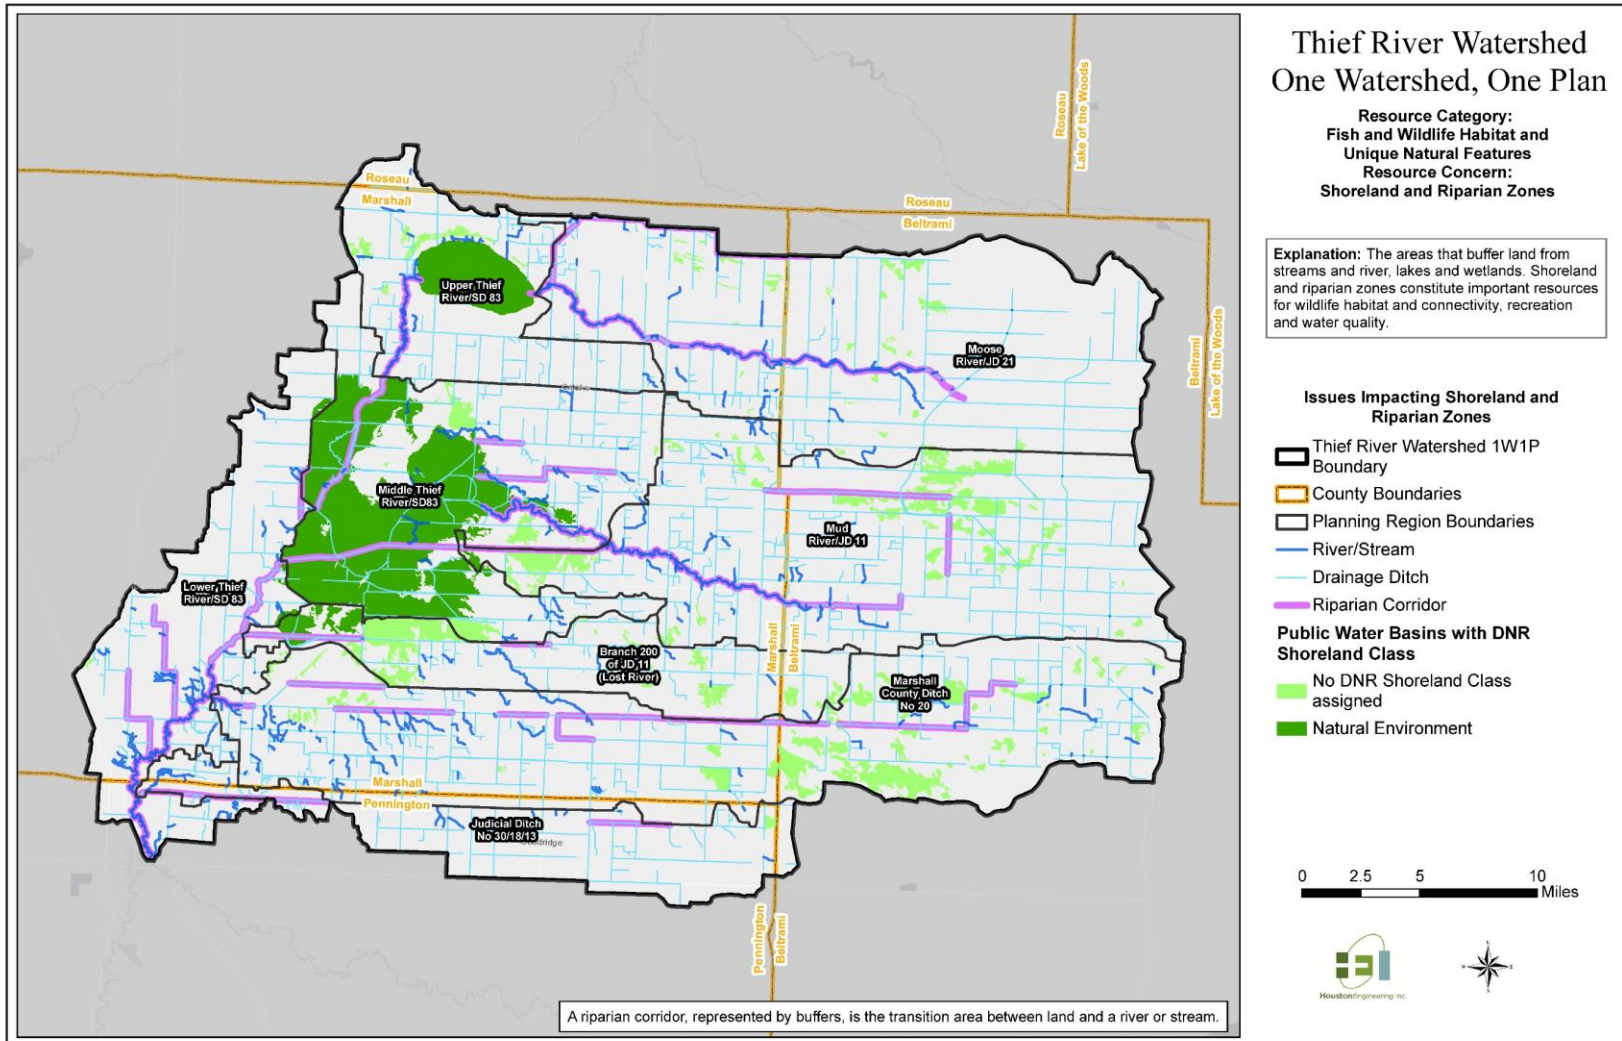 Thief River Watershed
One Watershed, One Plan
Resource Category:
Fish and Wildlife Habitat and
Unique Natural Features
Resource Concern:
Shoreland and Riparian Zones
Explanation: The areas that buffer land from
streams and river, lakes and wetlands. Shoreland
and riparian zones constitute important resources
for wildlife habitat and connectivity, recreation
and water quality.
Issues Impacting Shoreland and
Riparian Zones
Thief River Watershed 1W1P
Boundary
County Boundaries
Planning Region Boundaries
River/Stream
Drainage Ditch
Riparian Corridor
Public Water Basins with DNR
Shoreland Class
No DNR Shoreland Class
assigned
Natural Environment
0 2.5 5 10
Miles
HoustonEngineering Inc.
Roseau
Lake of the Woods
Roseau
Marshall
Roseau
Beltrami
Beltrami
Lake of the Woods
Upper Thief
River/SD 83
Moose
River/JD 21
Middle Thief
River/SD83
Mud
River/JD 11
Lower Thief
River/SD 83
Branch 200
of JD 11
(Lost River)
Marshall
Beltrami
Marshall
County Ditch
No 20
Marshall
Pennington
Judicial Ditch
No 30/18/13
Pennington
Beltrami
A riparian corridor, represented by buffers, is the transition area between land and a river or stream.